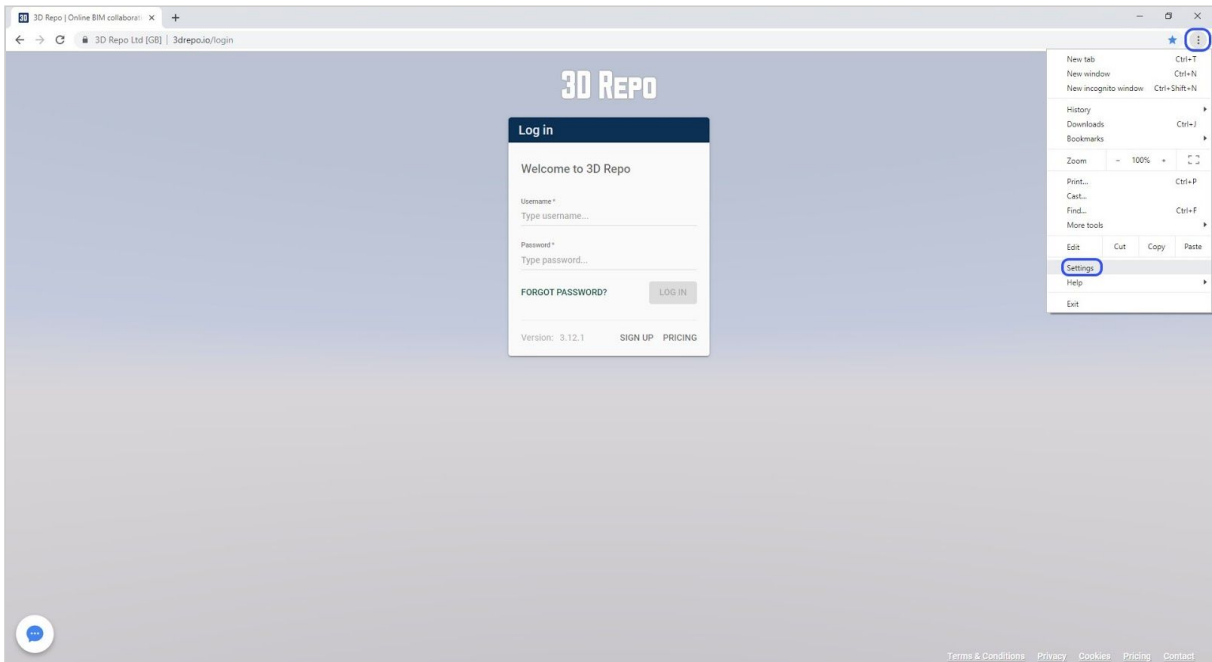 3D 3D Repo | Online BIM collaborati
3D Repo Ltd [GB] | 3drepo.io/login
3D REPO
Log in
Welcome to 3D Repo
Username *
Type username...
Password *
Type password...
FORGOT PASSWORD? LOG IN
Version: 3.12.1 SIGN UP PRICING
New tab Ctrl+T
New window Ctrl+N
New incognito window Ctrl+Shift+N
History
Downloads Ctrl+J
Bookmarks
Zoom - 100% +
Print... Ctrl+P
Cast...
Find... Ctrl+F
More tools
Edit Cut Copy Paste
Settings
Help
Exit
Terms & Conditions Privacy Cookies Pricing Contact